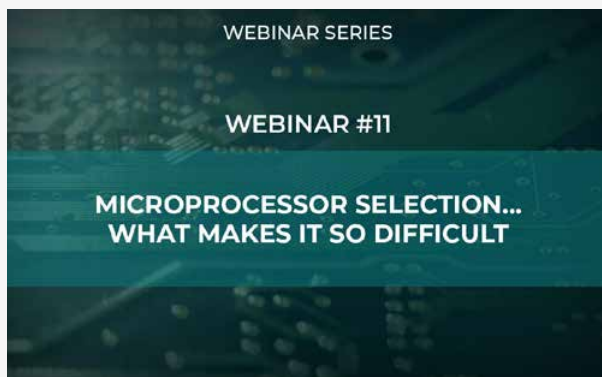 WEBINAR SERIES
WEBINAR #11
MICROPROCESSOR SELECTION...
WHAT MAKES IT SO DIFFICULT